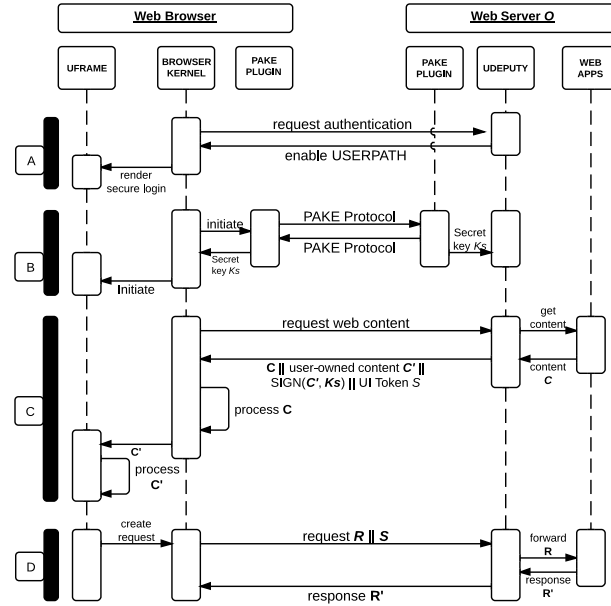 Web Browser
Web Server O
UFRAME
BROWSER
KERNEL
PAKE
PLUGIN
PAKE
PLUGIN
UDEPUTY
WEB
APPS
A
request authentication
enable USERPATH
render
secure login
B
initiate
PAKE Protocol
PAKE Protocol
Secret
key Ks
Secret
key Ks
Initiate
C
request web content
get
content
C || user-owned content C' ||
SIGN(C', Ks) || UI Token S
content
C
process C
C'
process
C'
D
create
request
request R || S
forward
R
response R'
response
R'